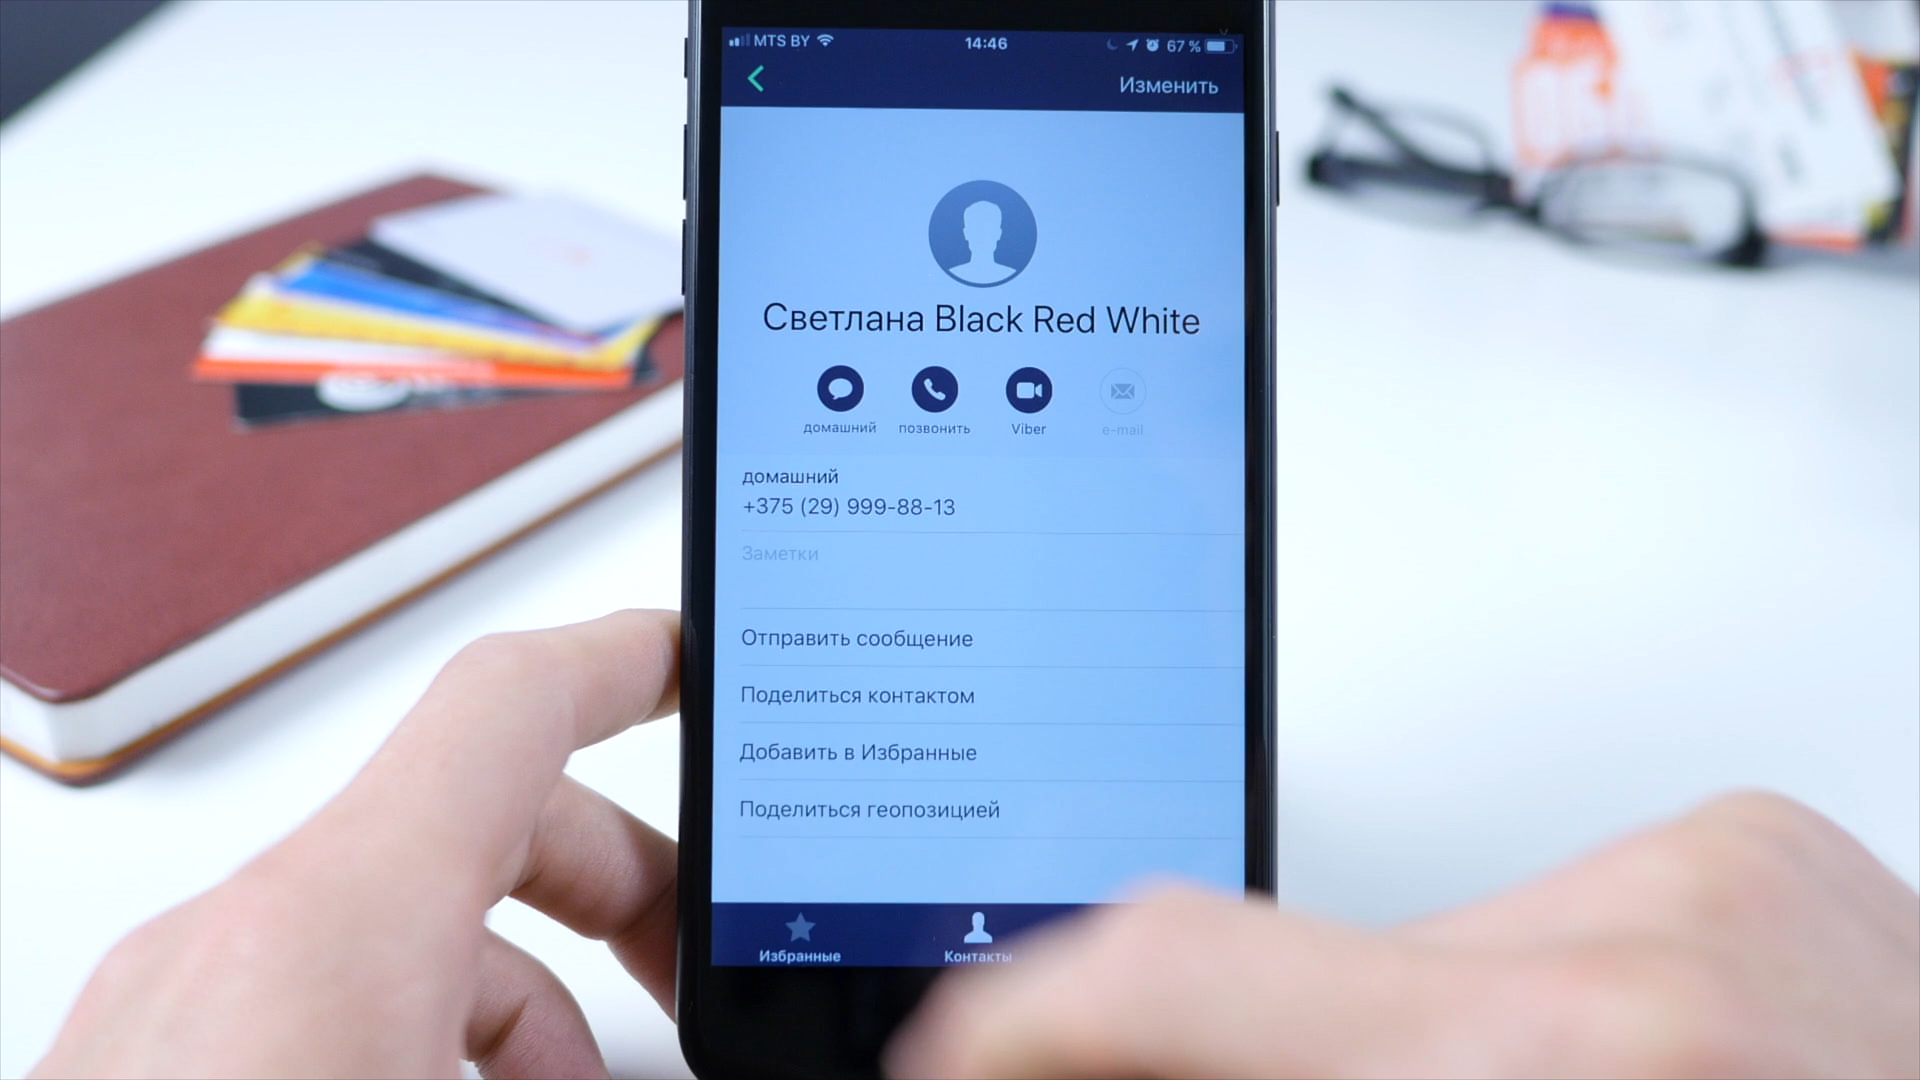 MTS BY 14:46 67 %
Изменить
Светлана Black Red White
домашний позвонить Viber e-mail
домашний
+375 (29) 999-88-13
Заметки
Отправить сообщение
Поделиться контактом
Добавить в Избранные
Поделиться геопозицией
Избранные Контакты